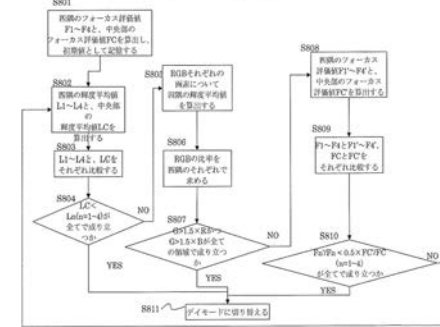 S801
四隅のフォーカス評価値
F1~F4と、中央部の
フォーカス評価値FCを算出し、
初期値として記憶する
S802
四隅の輝度平均値
L1~L4と、中央部
の
輝度平均値LCを
算出する
S803
L1~L4と、LCを
それぞれ比較する
S804
LC<
Ln(n=1~4)が
全てで成り立
つか
NO
YES
S805
RGBそれぞれの
画素について
四隅の輝度平均値
を算出する
S806
RGBの比率を
四隅のそれぞれで
求める
S807
G>1.5×Rかつ
G>1.5×Bが全て
の領域で成り立つ
か
NO
YES
S808
四隅のフォーカス
評価値F1'~F4'と、
中央部のフォーカス
評価値FC'を
算出する
S809
F1~F4とF1'~F4'、
FCとFC'を
それぞれ比較する
S810
Fn'/Fn<0.5×FC'/FC
(n=1~4)
が全てで成り立つか
NO
YES
S811
デイモードに切り替える